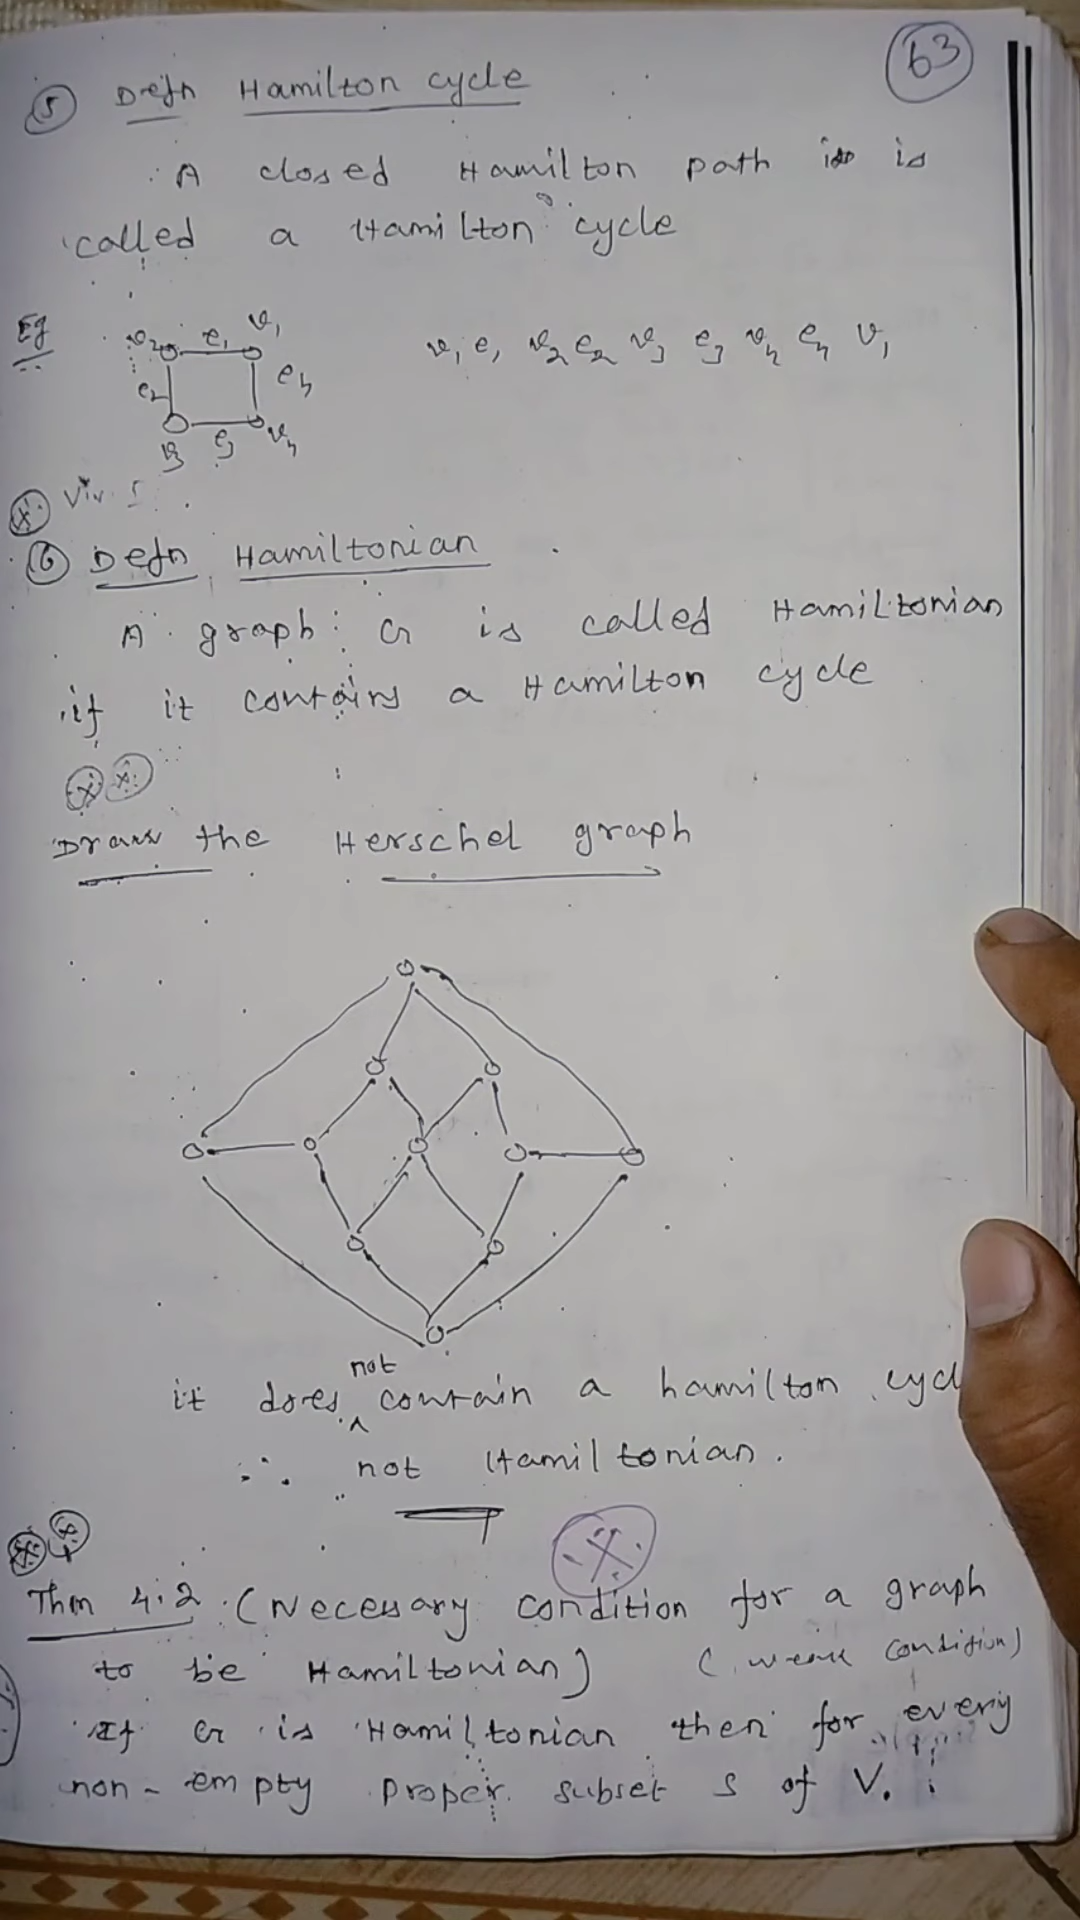 63
5 Defn Hamilton cycle
A closed Hamilton path is
called a Hamilton cycle
Eg
v2 e1 v1
e2 e4
v3 e3 v4
v1 e1 v2 e2 v3 e3 v4 e4 v1
6 Defn Hamiltonian
A graph G is called Hamiltonian
if it contains a Hamilton cycle
Draw the Herschel graph
it does not contain a hamilton cycl
∴ not Hamiltonian.
Thm 4.2 (Necessary condition for a graph
to be Hamiltonian) (weak condition)
If G is Hamiltonian then for every
non-empty proper subset S of V.